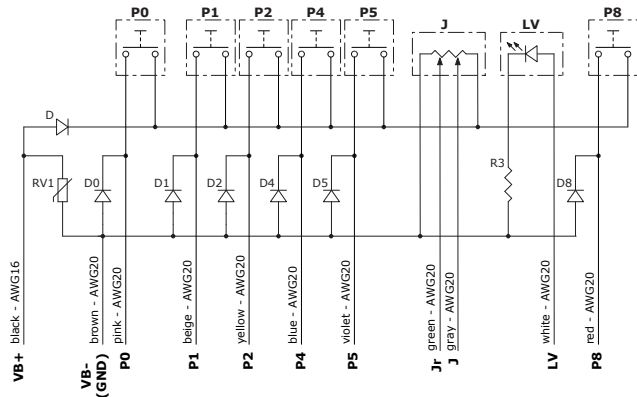 P0
P1
P2
P4
P5
J
LV
P8
D
RV1
D0
D1
D2
D4
D5
R3
D8
black - AWG16
brown - AWG20
pink - AWG20
beige - AWG20
yellow - AWG20
blue - AWG20
violet - AWG20
green - AWG20
gray - AWG20
white - AWG20
red - AWG20
VB+
VB-
(GND)
P0
P1
P2
P4
P5
Jr
J
LV
P8